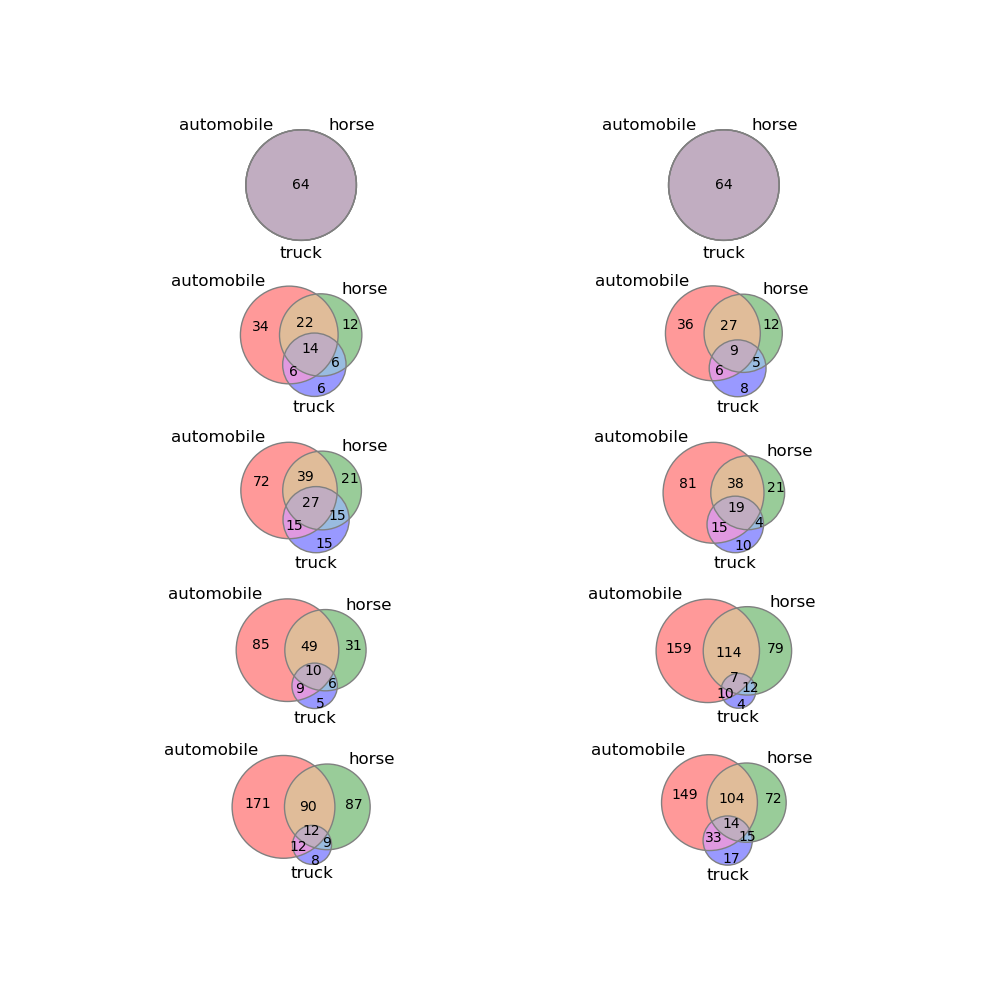 automobile horse
64
truck
automobile horse
64
truck
automobile
horse
34 22 12
14
6 6
6
truck
automobile
horse
36 27 12
9
6 5
8
truck
automobile
horse
72 39 21
27
15 15
15
truck
automobile
horse
81 38 21
19
15 4
10
truck
automobile
horse
85 49 31
10
9 6
5
truck
automobile
horse
159 114 79
7
10 12
4
truck
automobile
horse
171 90 87
12
12 9
8
truck
automobile
horse
149 104 72
14
33 15
17
truck